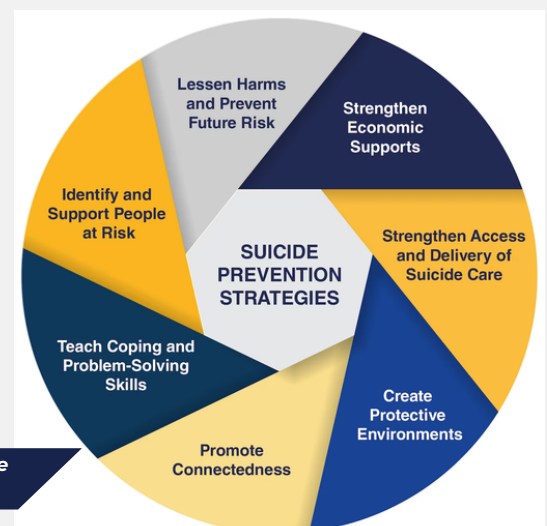 SUICIDE
PREVENTION
STRATEGIES
Lessen Harms
and Prevent
Future Risk
Strengthen
Economic
Supports
Strengthen Access
and Delivery of
Suicide Care
Create
Protective
Environments
Promote
Connectedness
Teach Coping and
Problem-Solving
Skills
Identify and
Support People
at Risk